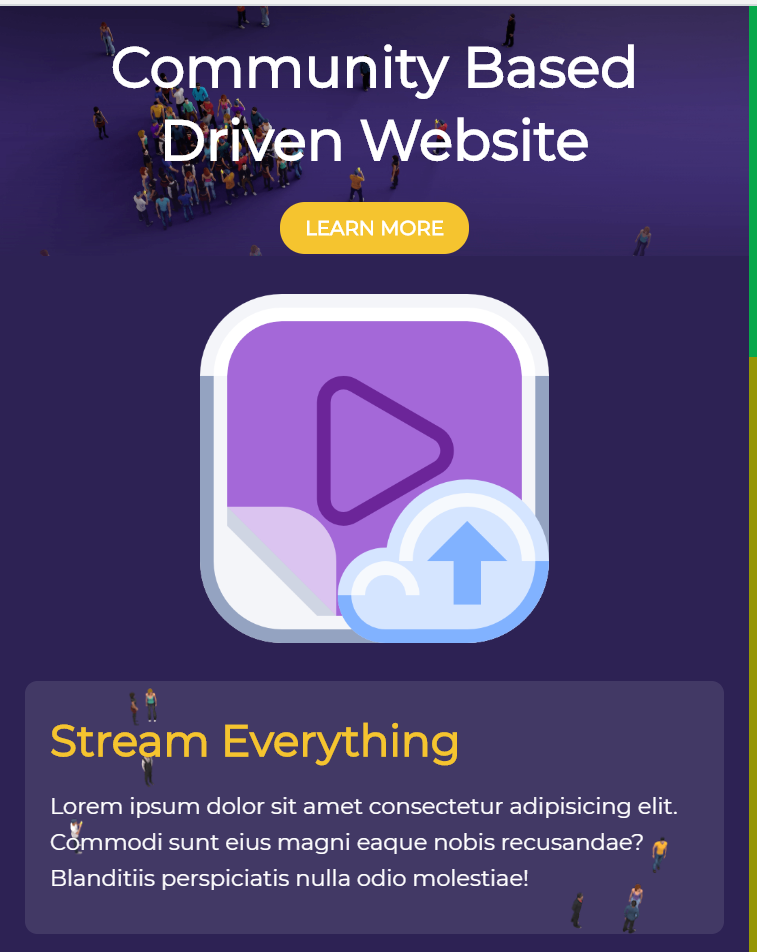 Community Based
Driven Website
LEARN MORE
Stream Everything
Lorem ipsum dolor sit amet consectetur adipisicing elit.
Commodi sunt eius magni eaque nobis recusandae?
Blanditiis perspiciatis nulla odio molestiae!